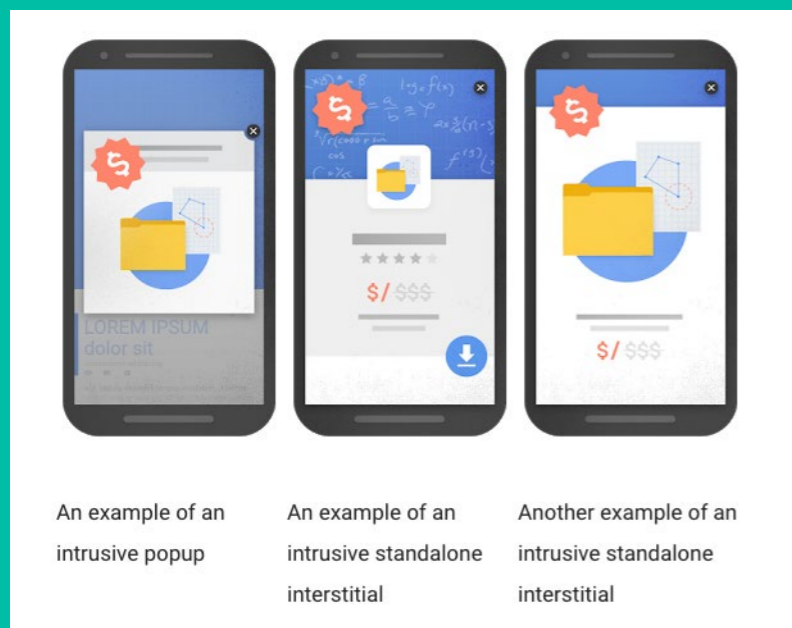 LOREM IPSUM
dolor sit
$/ $$$
$/ $$$
An example of an
intrusive popup
An example of an
intrusive standalone
interstitial
Another example of an
intrusive standalone
interstitial